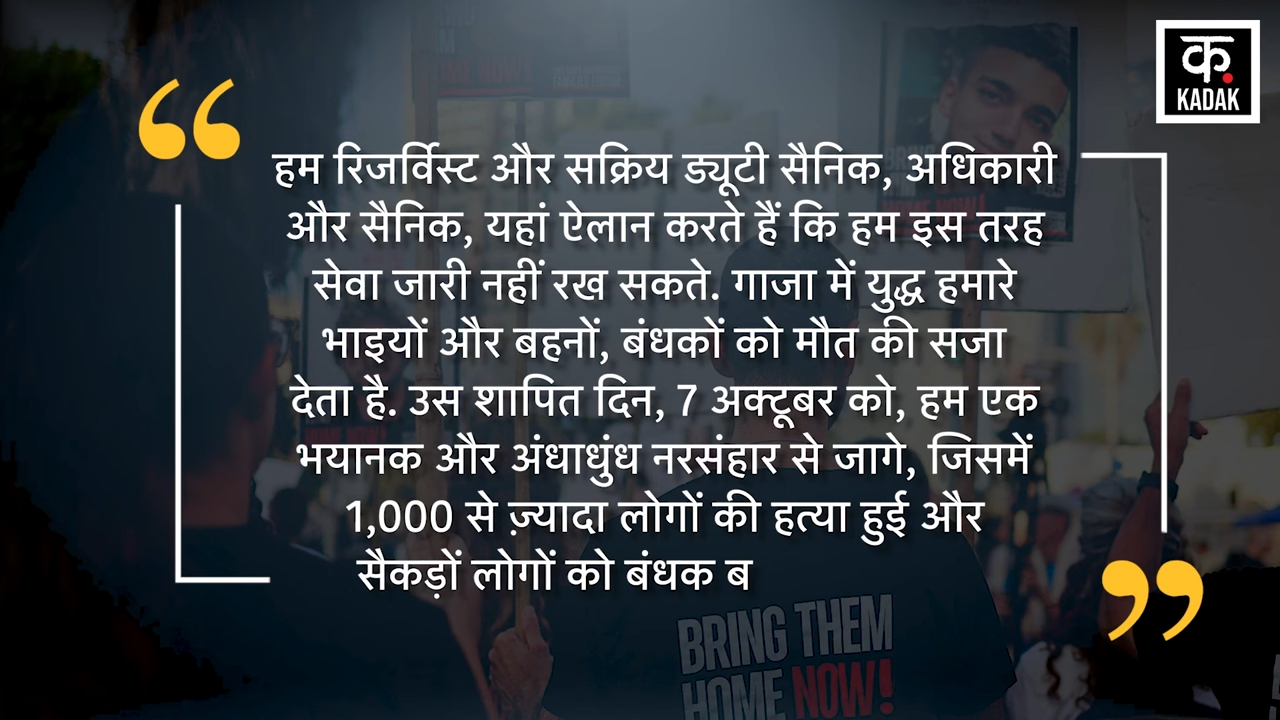 क.
KADAK
हम रिजर्विस्ट और सक्रिय ड्यूटी सैनिक, अधिकारी
और सैनिक, यहां ऐलान करते हैं कि हम इस तरह
सेवा जारी नहीं रख सकते. गाजा में युद्ध हमारे
भाइयों और बहनों, बंधकों को मौत की सजा
देता है. उस शापित दिन, 7 अक्टूबर को, हम एक
भयानक और अंधाधुंध नरसंहार से जागे, जिसमें
1,000 से ज़्यादा लोगों की हत्या हुई और
सैकड़ों लोगों को बंधक ब
BRING THEM
HOME NOW!